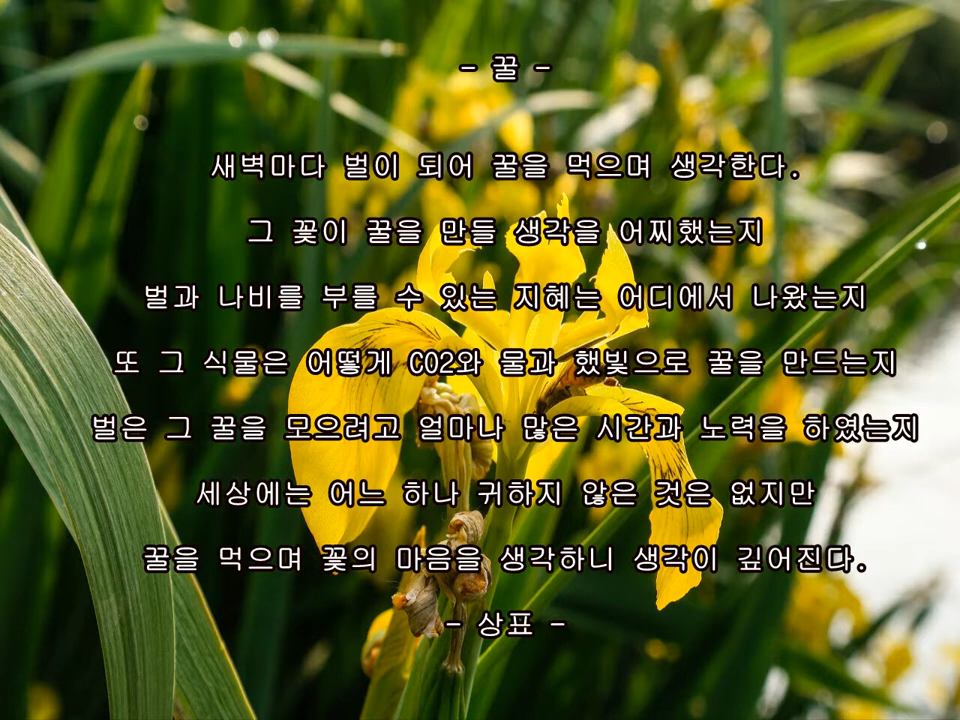 - 꿀 -
새벽마다 벌이 되어 꿀을 먹으며 생각한다.
그 꽃이 꿀을 만들 생각을 어찌했는지
벌과 나비를 부를 수 있는 지혜는 어디에서 나왔는지
또 그 식물은 어떻게 CO2와 물과 했빛으로 꿀을 만드는지
벌은 그 꿀을 모으려고 얼마나 많은 시간과 노력을 하였는지
세상에는 어느 하나 귀하지 않은 것은 없지만
꿀을 먹으며 꽃의 마음을 생각하니 생각이 깊어진다.
- 상표 -